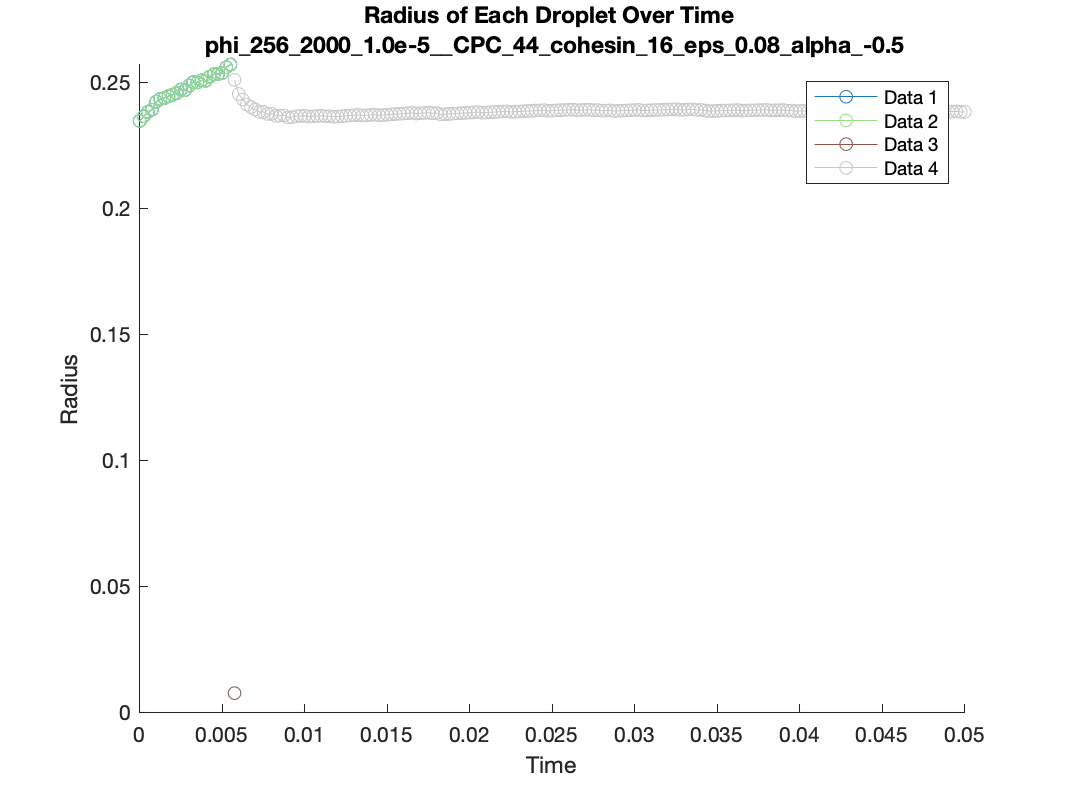 Radius of Each Droplet Over Time
phi_256_2000_1.0e-5__CPC_44_cohesin_16_eps_0.08_alpha_-0.5
0.25
0.2
0.15
0.1
0.05
0
Radius
Data 1
Data 2
Data 3
Data 4
0 0.005 0.01 0.015 0.02 0.025 0.03 0.035 0.04 0.045 0.05
Time